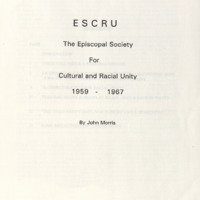 ESCRU
The Episcopal Society
For
Cultural and Racial Unity
1959 - 1967
By John Morris